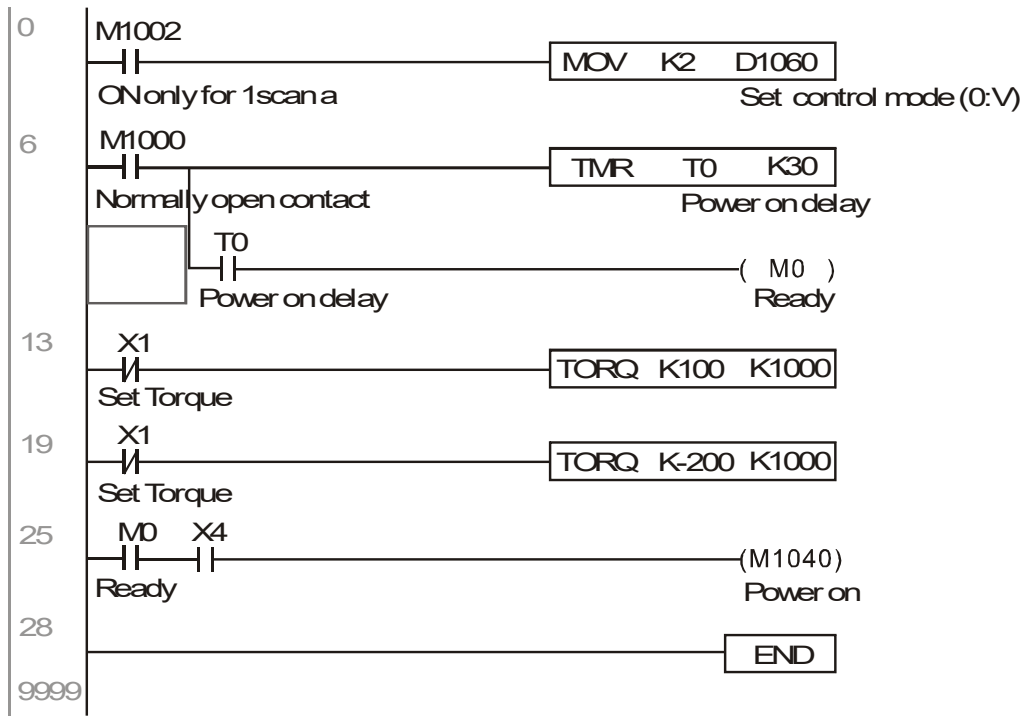 0
M1002
MOV K2 D1060
ON only for 1scan a
Set control mode (0:V)
6
M1000
TMR T0 K30
Normally open contact
Power on delay
T0
( M0 )
Power on delay
Ready
13
X1
TORQ K100 K1000
Set Torque
19
X1
TORQ K-200 K1000
Set Torque
25
M0 X4
(M1040)
Ready
Power on
28
END
9999